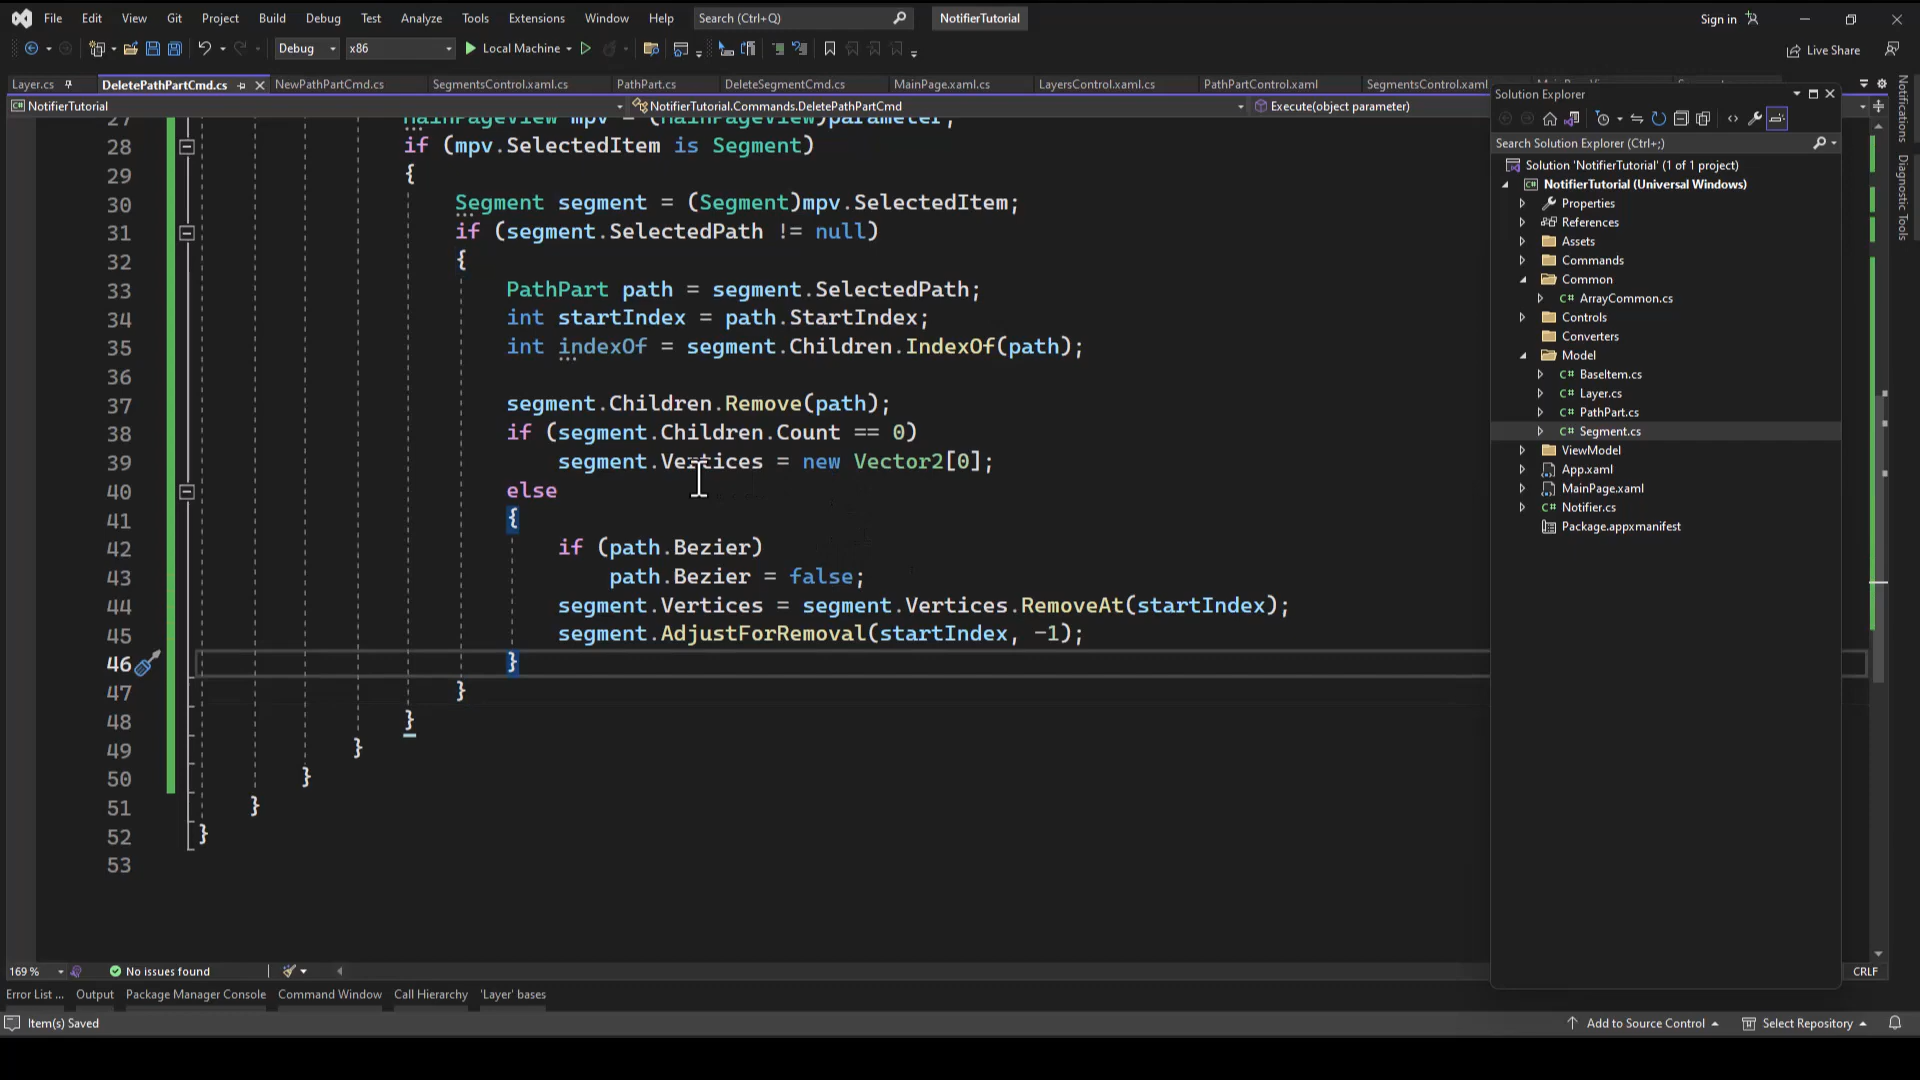 File Edit View Git Project Build Debug Test Analyze Tools Extensions Window Help Search (Ctrl+Q) NotifierTutorial Sign in
Debug x86 Local Machine Live Share
Layer.cs DeletePathPartCmd.cs NewPathPartCmd.cs SegmentsControl.xaml.cs PathPart.cs DeleteSegmentCmd.cs MainPage.xaml.cs LayersControl.xaml.cs PathPartControl.xaml SegmentsControl.xaml
NotifierTutorial NotifierTutorial.Commands.DeletePathPartCmd Execute(object parameter)
27 MainPageView mpv = (MainPageView)parameter;
28 if (mpv.SelectedItem is Segment)
29 {
30 Segment segment = (Segment)mpv.SelectedItem;
31 if (segment.SelectedPath != null)
32 {
33 PathPart path = segment.SelectedPath;
34 int startIndex = path.StartIndex;
35 int indexOf = segment.Children.IndexOf(path);
36
37 segment.Children.Remove(path);
38 if (segment.Children.Count == 0)
39 segment.Vertices = new Vector2[0];
40 else
41 {
42 if (path.Bezier)
43 path.Bezier = false;
44 segment.Vertices = segment.Vertices.RemoveAt(startIndex);
45 segment.AdjustForRemoval(startIndex, -1);
46 }
47 }
48 }
49 }
50 }
51 }
52 }
53
Solution Explorer
Search Solution Explorer (Ctrl+;)
Solution 'NotifierTutorial' (1 of 1 project)
NotifierTutorial (Universal Windows)
Properties
References
Assets
Commands
Common
C# ArrayCommon.cs
Controls
Converters
Model
C# BaseItem.cs
C# Layer.cs
C# PathPart.cs
C# Segment.cs
ViewModel
App.xaml
MainPage.xaml
C# Notifier.cs
Package.appxmanifest
Notifications
Diagnostic Tools
169 % No issues found CRLF
Error List ... Output Package Manager Console Command Window Call Hierarchy 'Layer' bases
Item(s) Saved Add to Source Control Select Repository